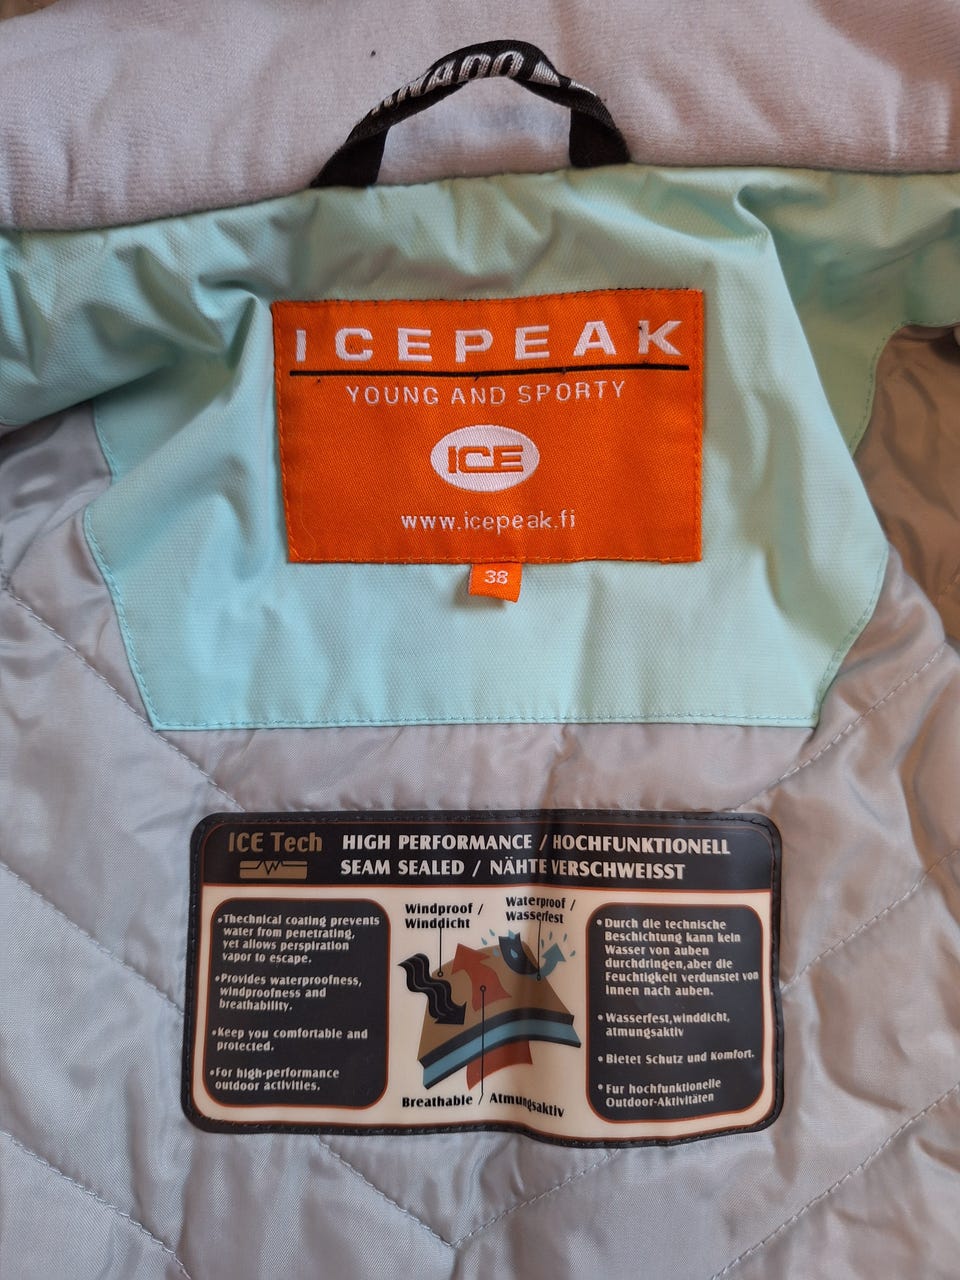 ICEPEAK
YOUNG AND SPORTY
ICE
www.icepeak.fi
38
ICE Tech
HIGH PERFORMANCE / HOCHFUNKTIONELL
SEAM SEALED / NÄHTE VERSCHWEISST
•Thechnical coating prevents
water from penetrating,
yet allows perspiration
vapor to escape.
•Provides waterproofness,
windproofness and
breathability.
•Keep you comfortable and
protected.
•For high-performance
outdoor activities.
Windproof /
Winddicht
Waterproof /
Wasserfest
Breathable / Atmungsaktiv
•Durch die technische
Beschichtung kann kein
Wasser von auben
durchdringen,aber die
Feuchtigkeit verdunstet von
innen nach auben.
•Wasserfest,winddicht,
atmungsaktiv
•Bietet Schutz und Komfort.
•Fur hochfunktionelle
Outdoor-Aktivitäten